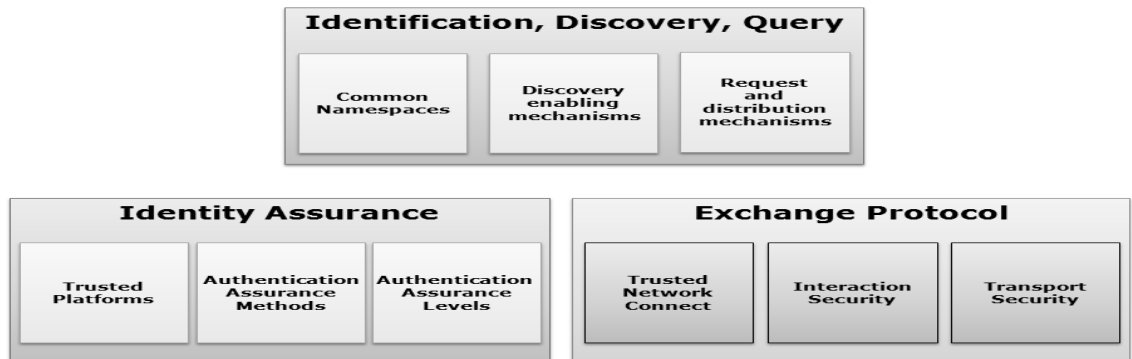 Identification, Discovery, Query
Common
Namespaces
Discovery
enabling
mechanisms
Request
and
distribution
mechanisms
Identity Assurance
Trusted
Platforms
Authentication
Assurance
Methods
Authentication
Assurance
Levels
Exchange Protocol
Trusted
Network
Connect
Interaction
Security
Transport
Security